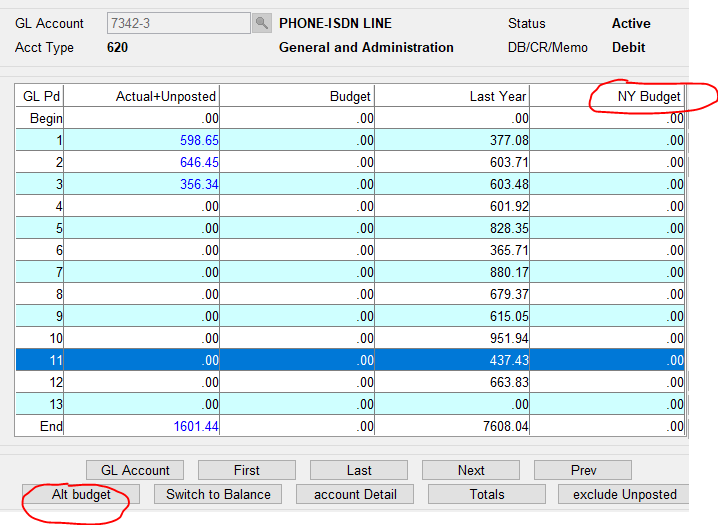 GL Account 7342-3 PHONE-ISDN LINE Status Active
Acct Type 620 General and Administration DB/CR/Memo Debit
GL Pd Actual+Unposted Budget Last Year NY Budget
Begin .00 .00 .00 .00
1 598.65 .00 377.08 .00
2 646.45 .00 603.71 .00
3 356.34 .00 603.48 .00
4 .00 .00 601.92 .00
5 .00 .00 828.35 .00
6 .00 .00 365.71 .00
7 .00 .00 880.17 .00
8 .00 .00 679.37 .00
9 .00 .00 615.05 .00
10 .00 .00 951.94 .00
11 .00 .00 437.43 .00
12 .00 .00 663.83 .00
13 .00 .00 .00 .00
End 1601.44 .00 7608.04 .00
GL Account First Last Next Prev
Alt budget Switch to Balance account Detail Totals exclude Unposted